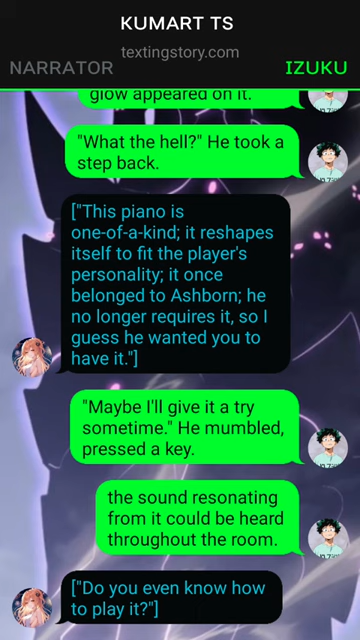 KUMART TS
textingstory.com
NARRATOR
IZUKU
glow appeared on it.
"What the hell?" He took a
step back.
["This piano is
one-of-a-kind; it reshapes
itself to fit the player's
personality; it once
belonged to Ashborn; he
no longer requires it, so I
guess he wanted you to
have it."]
"Maybe I'll give it a try
sometime." He mumbled,
pressed a key.
the sound resonating
from it could be heard
throughout the room.
["Do you even know how
to play it?"]